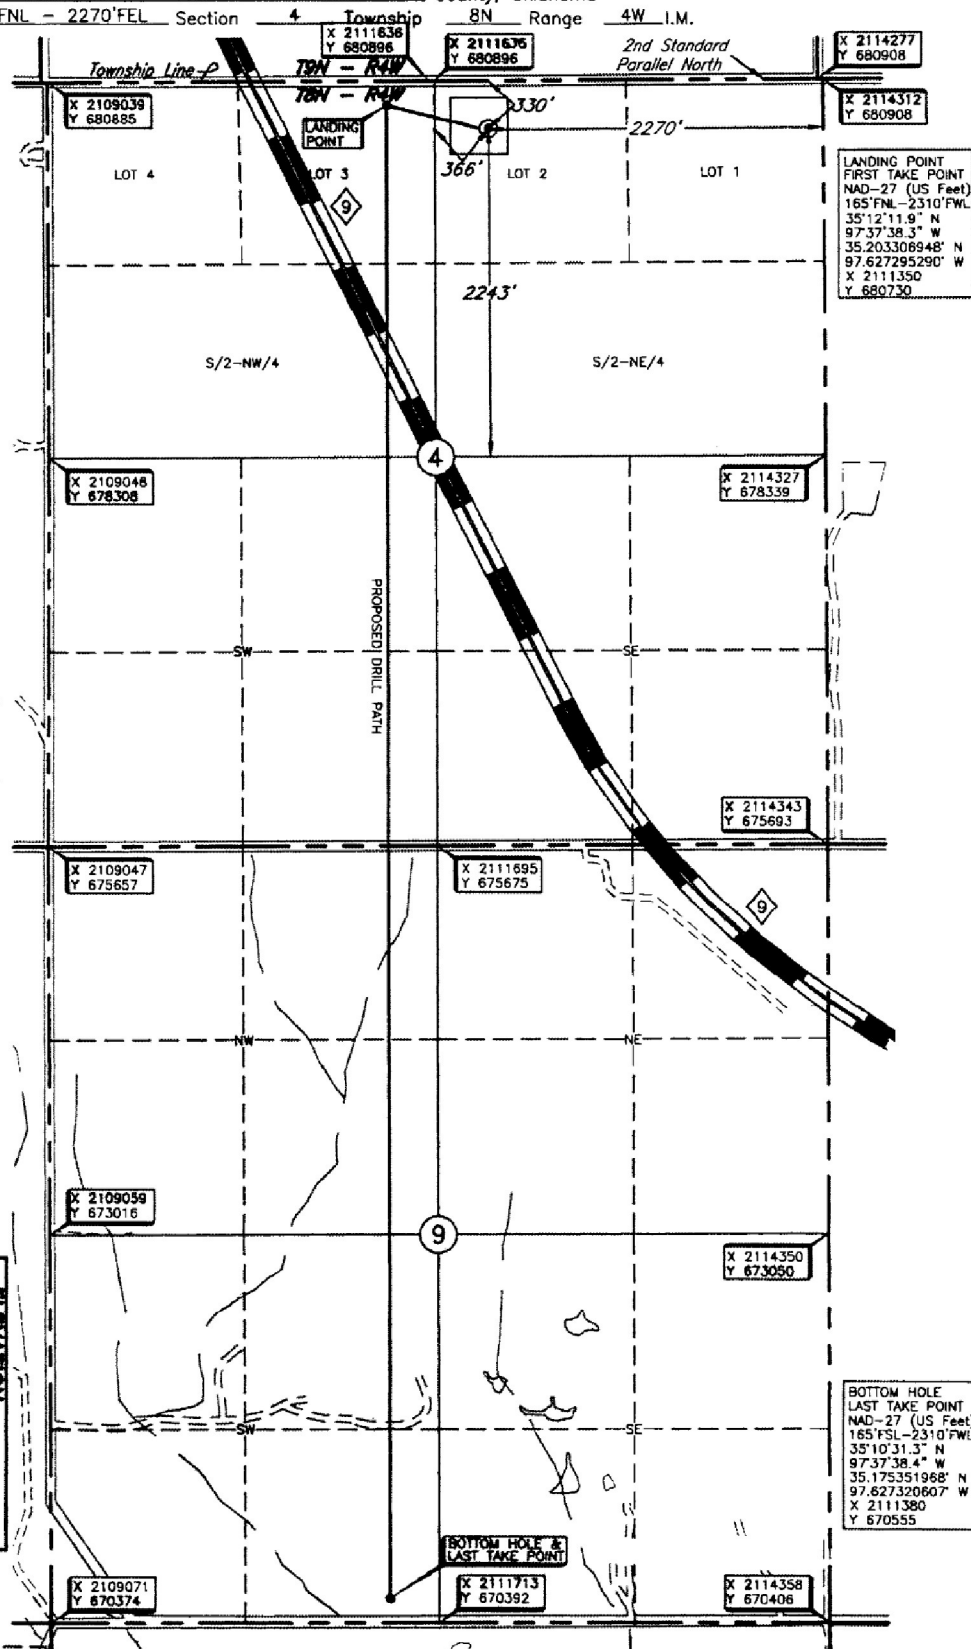 FNL - 2270'FEL Section 4 Township 8N Range 4W I.M.
X 2111636
Y 680896
X 2111635
Y 680896
2nd Standard
Parallel North
X 2114277
Y 680908
Township Line
T9N - R4W
T8N - R4W
X 2109039
Y 680885
LANDING
POINT
330'
2270'
X 2114312
Y 680908
LOT 4
LOT 3
366'
LOT 2
LOT 1
9
LANDING POINT
FIRST TAKE POINT
NAD-27 (US Feet)
165'FNL-2310'FWL
35°12'11.9" N
97°37'38.3" W
35.203306948° N
97.627295290° W
X 2111350
Y 680730
2243'
S/2-NW/4
S/2-NE/4
4
X 2109046
Y 678308
X 2114327
Y 678339
PROPOSED DRILL PATH
SW
SE
X 2114343
Y 675693
X 2109047
Y 675657
X 2111695
Y 675675
9
NW
NE
X 2109059
Y 673016
9
X 2114350
Y 673050
SW
SE
BOTTOM HOLE
LAST TAKE POINT
NAD-27 (US Feet)
165'FSL-2310'FWL
35°10'31.3" N
97°37'38.4" W
35.175351968° N
97.627320607° W
X 2111380
Y 670555
BOTTOM HOLE &
LAST TAKE POINT
X 2109071
Y 670374
X 2111713
Y 670392
X 2114358
Y 670406